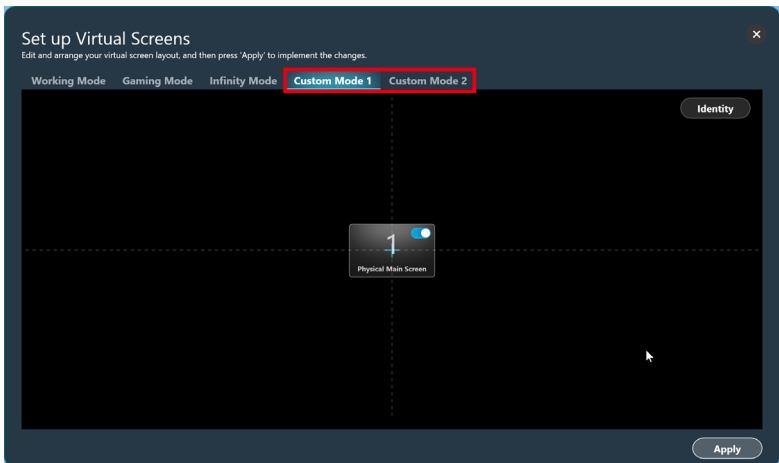 Set up Virtual Screens
Edit and arrange your virtual screen layout, and then press 'Apply' to implement the changes.
Working Mode Gaming Mode Infinity Mode Custom Mode 1 Custom Mode 2
Identity
1
Physical Main Screen
Apply